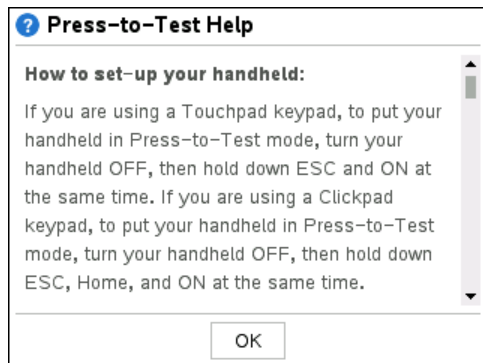 Press-to-Test Help
How to set-up your handheld:
If you are using a Touchpad keypad, to put your
handheld in Press-to-Test mode, turn your
handheld OFF, then hold down ESC and ON at
the same time. If you are using a Clickpad
keypad, to put your handheld in Press-to-Test
mode, turn your handheld OFF, then hold down
ESC, Home, and ON at the same time.
OK